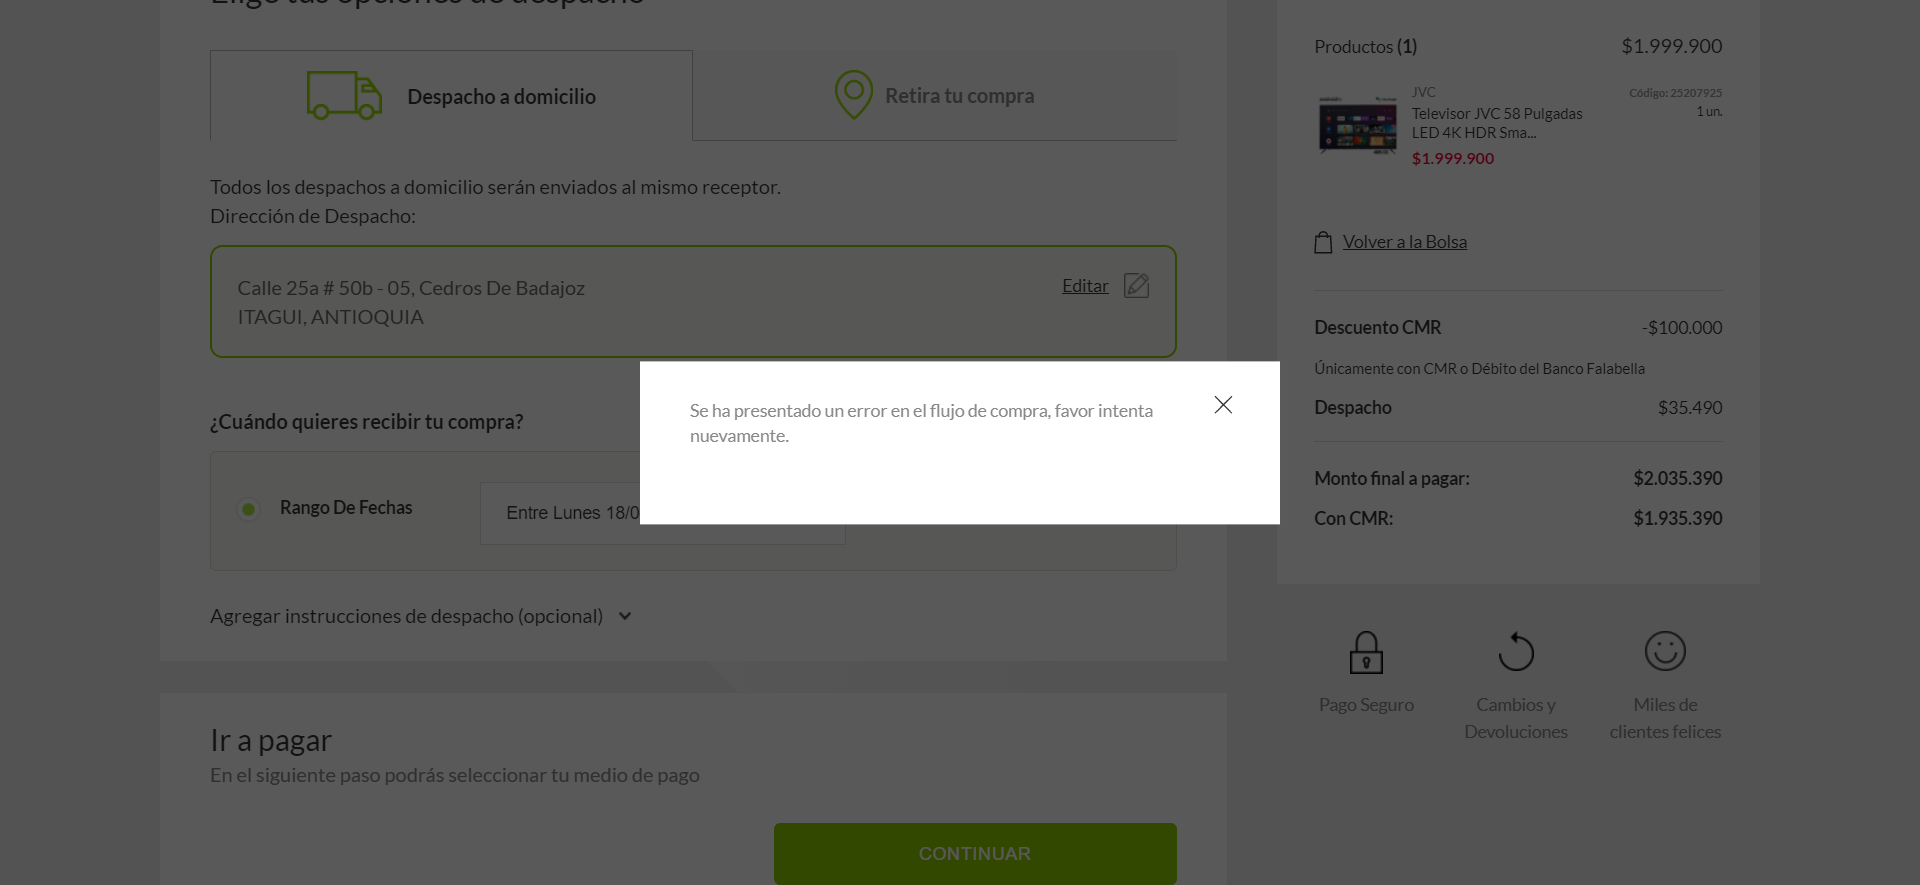 Elige tus opciones de despacho
Despacho a domicilio
Retira tu compra
Todos los despachos a domicilio serán enviados al mismo receptor.
Dirección de Despacho:
Calle 25a # 50b - 05, Cedros De Badajoz
ITAGUI, ANTIOQUIA
Editar
¿Cuándo quieres recibir tu compra?
Rango De Fechas
Entre Lunes 18/0
Agregar instrucciones de despacho (opcional)
Ir a pagar
En el siguiente paso podrás seleccionar tu medio de pago
CONTINUAR
Se ha presentado un error en el flujo de compra, favor intenta
nuevamente.
Productos (1)
$1.999.900
JVC
Código: 25207925
Televisor JVC 58 Pulgadas
1 un.
LED 4K HDR Sma...
$1.999.900
Volver a la Bolsa
Descuento CMR
-$100.000
Únicamente con CMR o Débito del Banco Falabella
Despacho
$35.490
Monto final a pagar:
$2.035.390
Con CMR:
$1.935.390
Pago Seguro
Cambios y
Devoluciones
Miles de
clientes felices